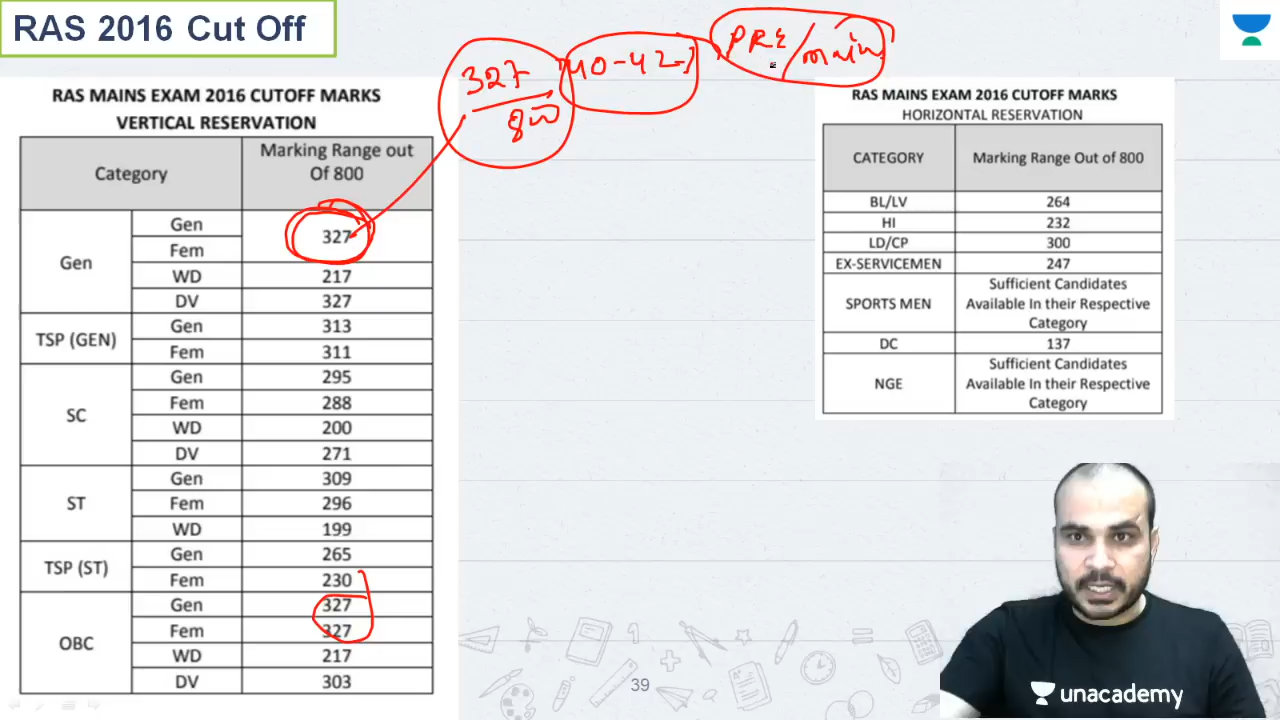 RAS 2016 Cut Off
327
800
40-42-]
PRE/mains
RAS MAINS EXAM 2016 CUTOFF MARKS
VERTICAL RESERVATION
Category Marking Range out Of 800
Gen Gen 327
Fem
WD 217
DV 327
TSP (GEN) Gen 313
Fem 311
SC Gen 295
Fem 288
WD 200
DV 271
ST Gen 309
Fem 296
WD 199
TSP (ST) Gen 265
Fem 230
OBC Gen 327
Fem 327
WD 217
DV 303
RAS MAINS EXAM 2016 CUTOFF MARKS
HORIZONTAL RESERVATION
CATEGORY Marking Range Out of 800
BL/LV 264
HI 232
LD/CP 300
EX-SERVICEMEN 247
SPORTS MEN Sufficient Candidates
Available In their Respective
Category
DC 137
NGE Sufficient Candidates
Available In their Respective
Category
39
unacademy